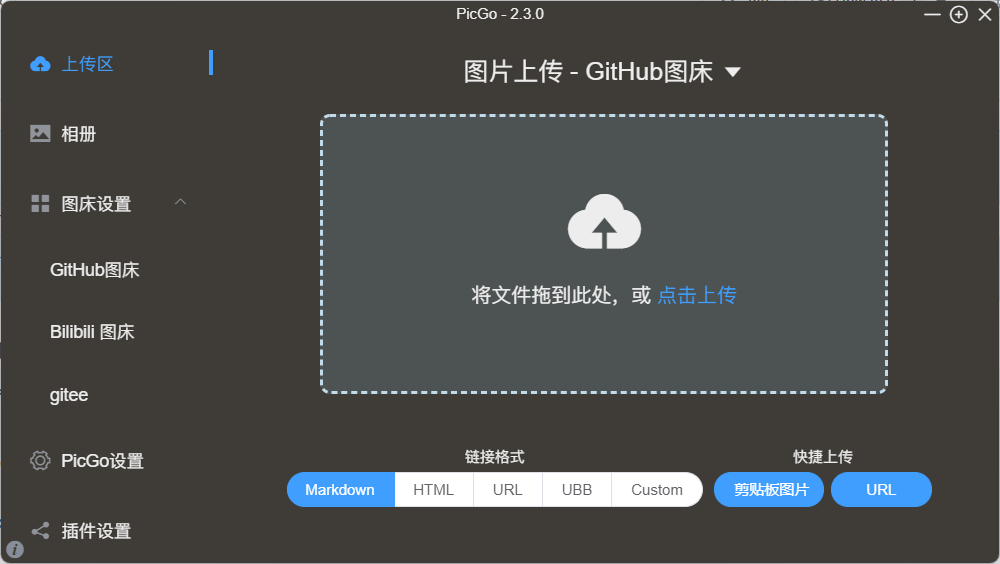 PicGo - 2.3.0
上传区
相册
图床设置
GitHub图床
Bilibili 图床
gitee
PicGo设置
插件设置
图片上传 - GitHub图床
将文件拖到此处，或 点击上传
链接格式
Markdown HTML URL UBB Custom
快捷上传
剪贴板图片 URL